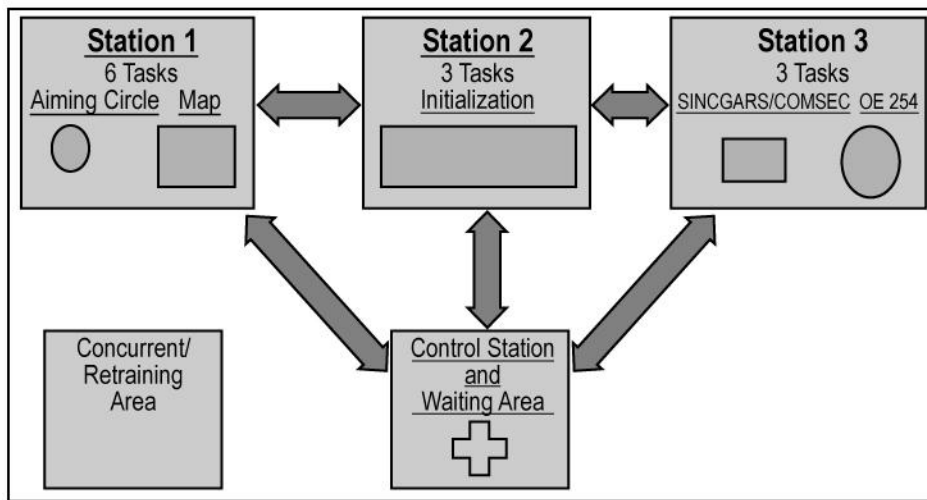 Station 1
6 Tasks
Aiming Circle Map
Station 2
3 Tasks
Initialization
Station 3
3 Tasks
SINCGARS/COMSEC OE 254
Concurrent/
Retraining
Area
Control Station
and
Waiting Area